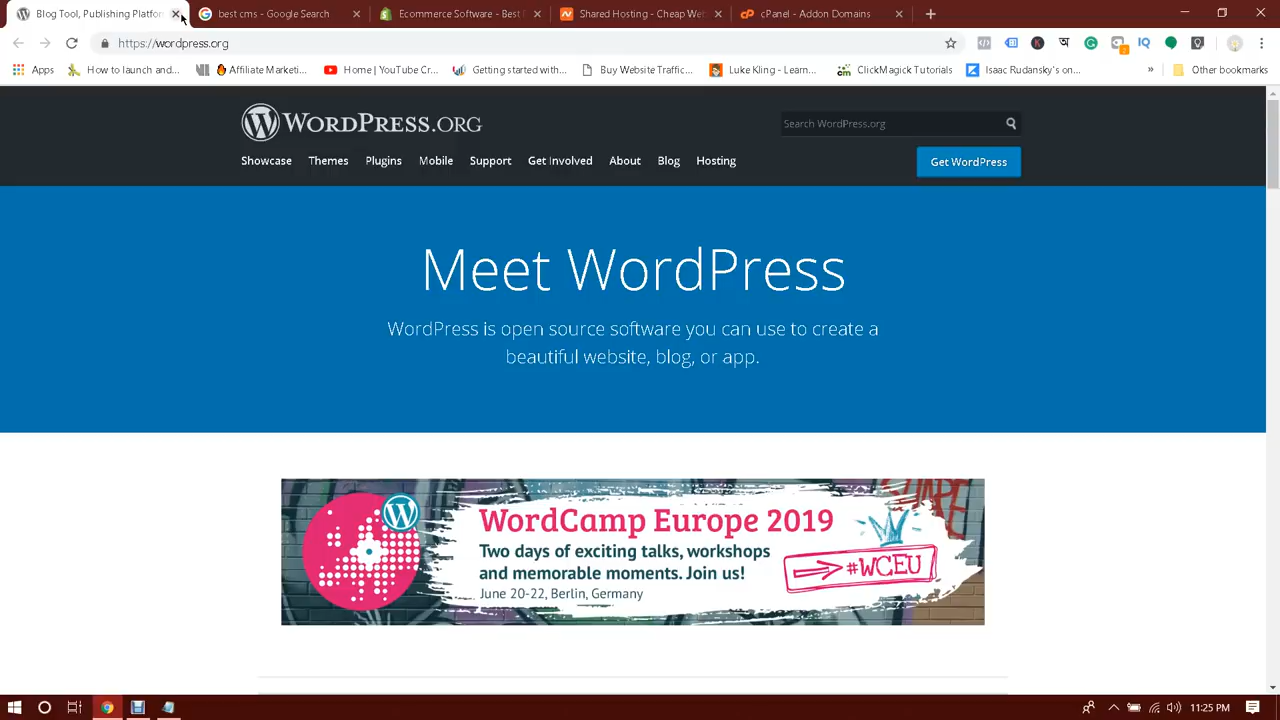 Blog Tool, Publishing Platfor
best cms - Google Search
Ecommerce Software - Best
Shared Hosting - Cheap Web
cPanel - Addon Domains
https://wordpress.org
Apps
How to launch and...
Affiliate Marketi...
Home | YouTube Cr...
Getting started with...
Buy Website Traffic...
Luke Kling - Learn...
ClickMagick Tutorials
Isaac Rudansky's on...
»
Other bookmarks
WORDPRESS.ORG
Search WordPress.org
Showcase
Themes
Plugins
Mobile
Support
Get Involved
About
Blog
Hosting
Get WordPress
Meet WordPress
WordPress is open source software you can use to create a
beautiful website, blog, or app.
WordCamp Europe 2019
Two days of exciting talks, workshops
and memorable moments. Join us!
June 20-22, Berlin, Germany
#WCEU
11:25 PM